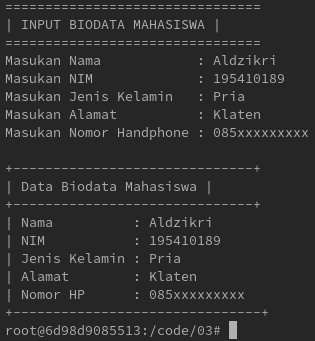 ================================
| INPUT BIODATA MAHASISWA |
================================
Masukan Nama            : Aldzikri
Masukan NIM             : 195410189
Masukan Jenis Kelamin   : Pria
Masukan Alamat          : Klaten
Masukan Nomor Handphone : 085xxxxxxxxx
+------------------------------+
| Data Biodata Mahasiswa |
+------------------------------+
| Nama          : Aldzikri
| NIM           : 195410189
| Jenis Kelamin : Pria
| Alamat        : Klaten
| Nomor HP      : 085xxxxxxxxx
+-------------------------------+
root@6d98d9085513:/code/03#